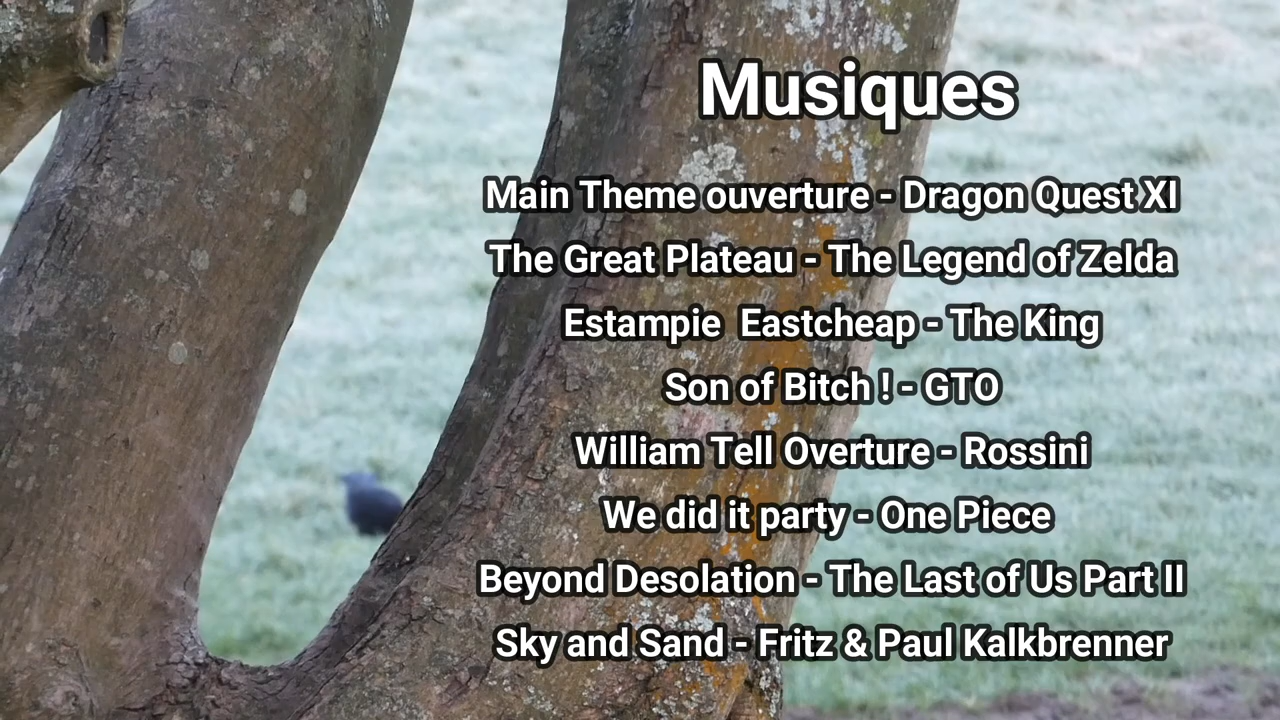 Musiques
Main Theme ouverture - Dragon Quest XI
The Great Plateau - The Legend of Zelda
Estampie  Eastcheap - The King
Son of Bitch ! - GTO
William Tell Overture - Rossini
We did it party - One Piece
Beyond Desolation - The Last of Us Part II
Sky and Sand - Fritz & Paul Kalkbrenner